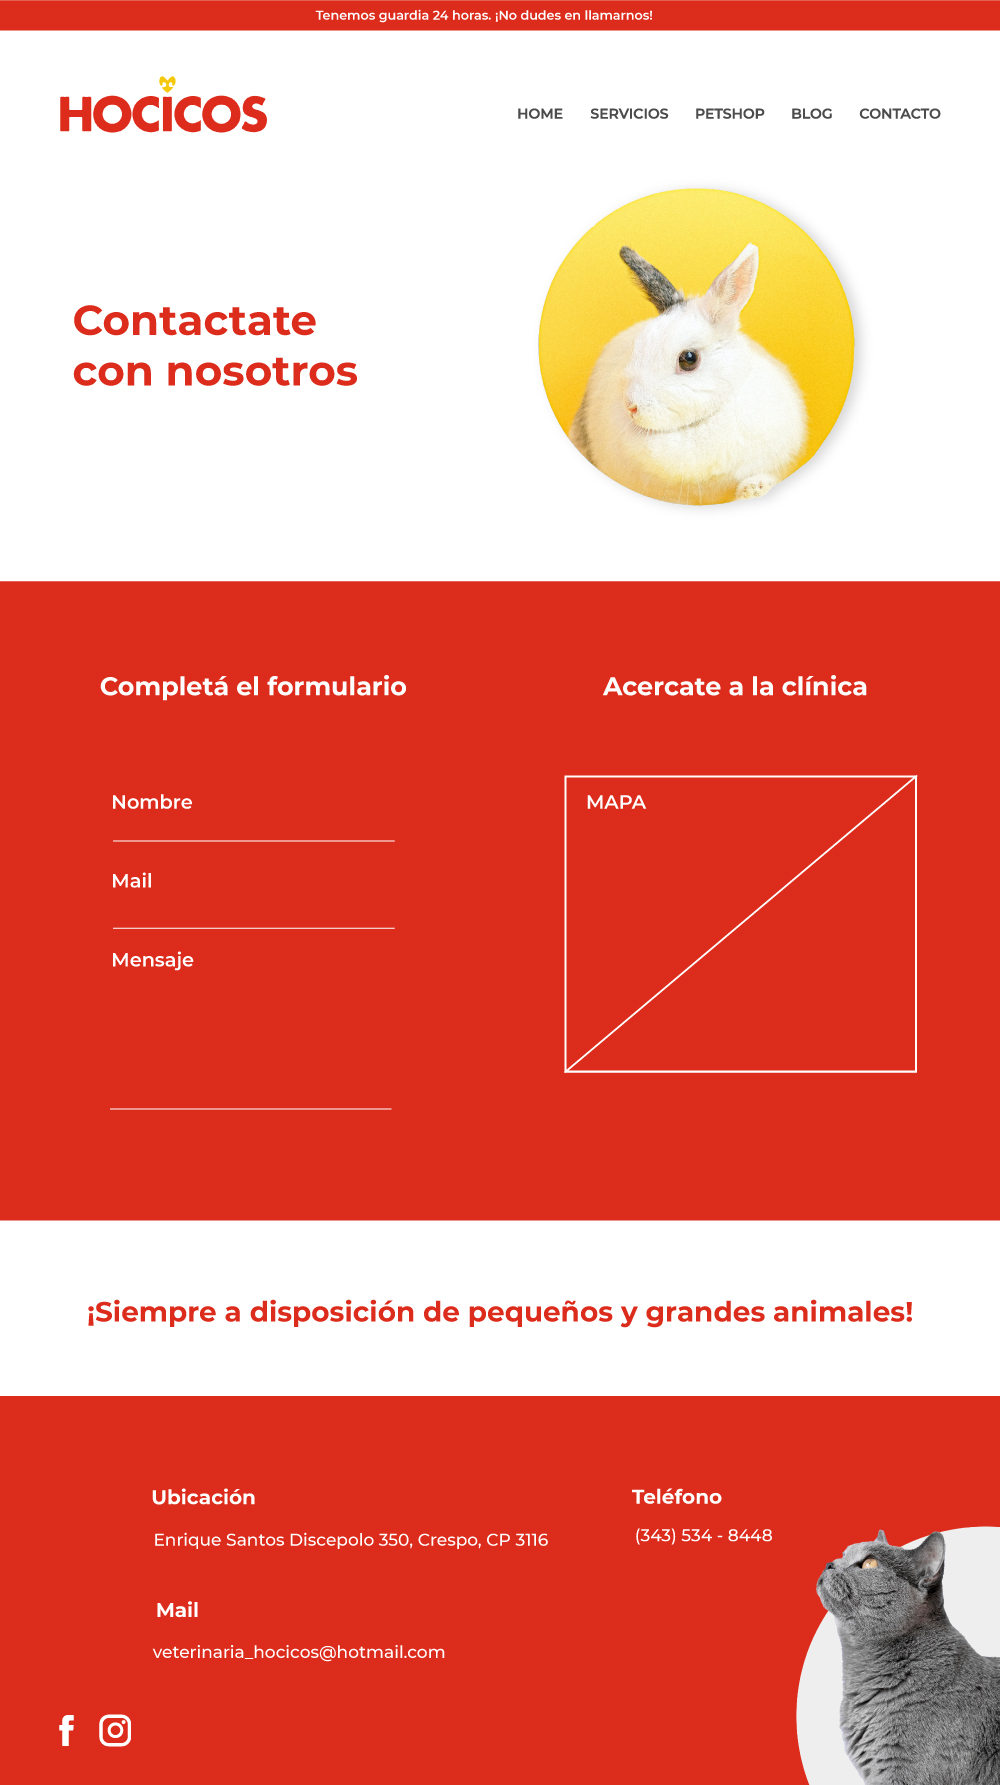 Tenemos guardia 24 horas. ¡No dudes en llamarnos!
HOCICOS
HOME SERVICIOS PETSHOP BLOG CONTACTO
Contactate
con nosotros
Completá el formulario
Nombre
Mail
Mensaje
Acercate a la clínica
MAPA
¡Siempre a disposición de pequeños y grandes animales!
Ubicación
Enrique Santos Discepolo 350, Crespo, CP 3116
Mail
veterinaria_hocicos@hotmail.com
Teléfono
(343) 534 - 8448